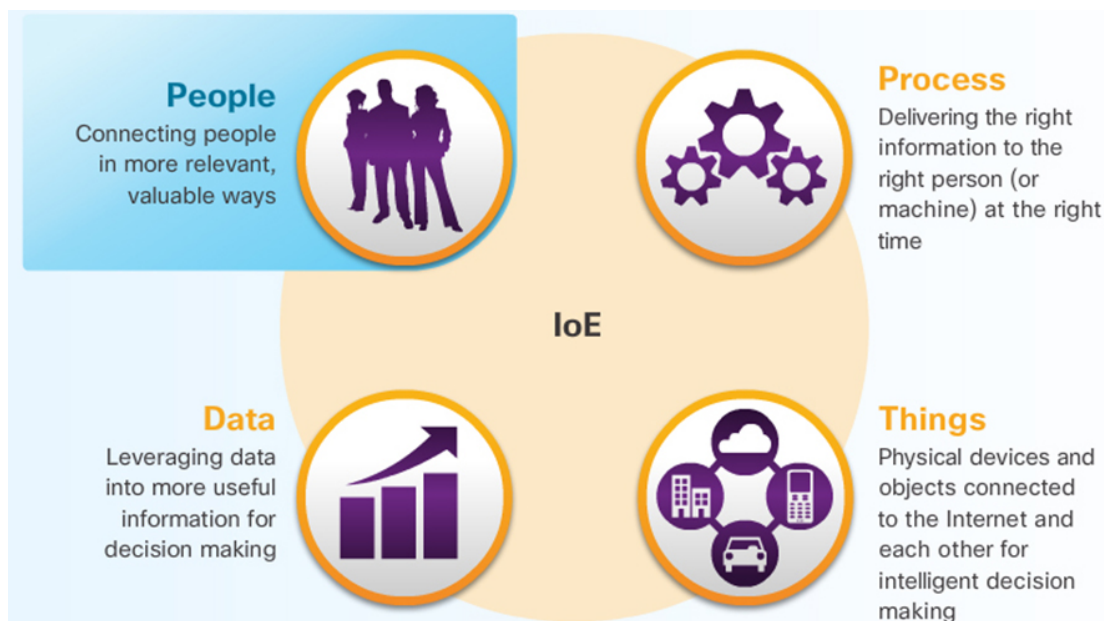 People
Connecting people
in more relevant,
valuable ways
Process
Delivering the right
information to the
right person (or
machine) at the right
time
IoE
Data
Leveraging data
into more useful
information for
decision making
Things
Physical devices and
objects connected
to the Internet and
each other for
intelligent decision
making